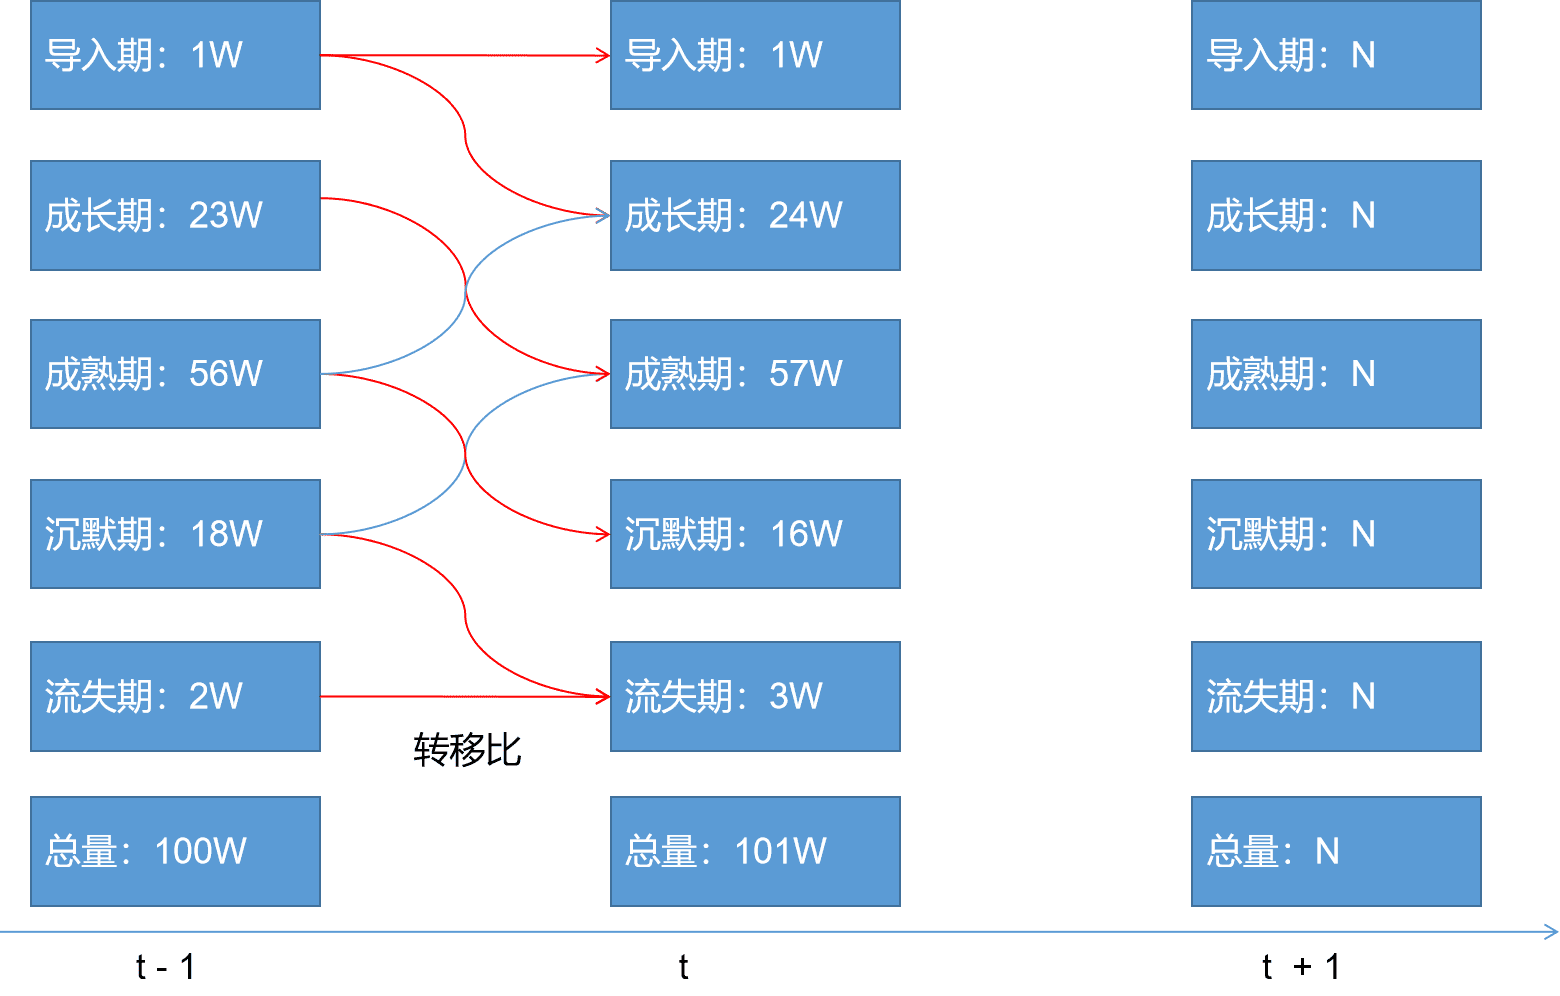 导入期：1W
导入期：1W
导入期：N
成长期：23W
成长期：24W
成长期：N
成熟期：56W
成熟期：57W
成熟期：N
沉默期：18W
沉默期：16W
沉默期：N
流失期：2W
流失期：3W
流失期：N
转移比
总量：100W
总量：101W
总量：N
t - 1
t
t + 1